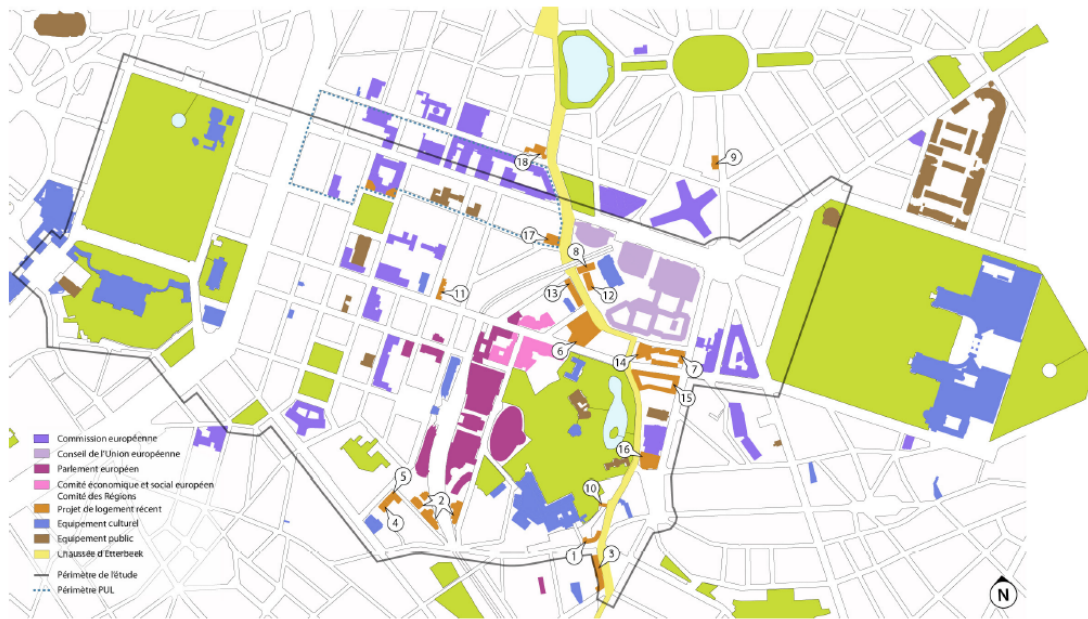 18
9
17
8
11
13
12
6
14
7
15
16
5
2
4
10
1
3
Commission européenne
Conseil de l'Union européenne
Parlement européen
Comité économique et social européen
Comité des Régions
Projet de logement récent
Equipement culturel
Equipement public
Chaussée d'Etterbeek
Périmètre de l'étude
Périmètre PUL
N